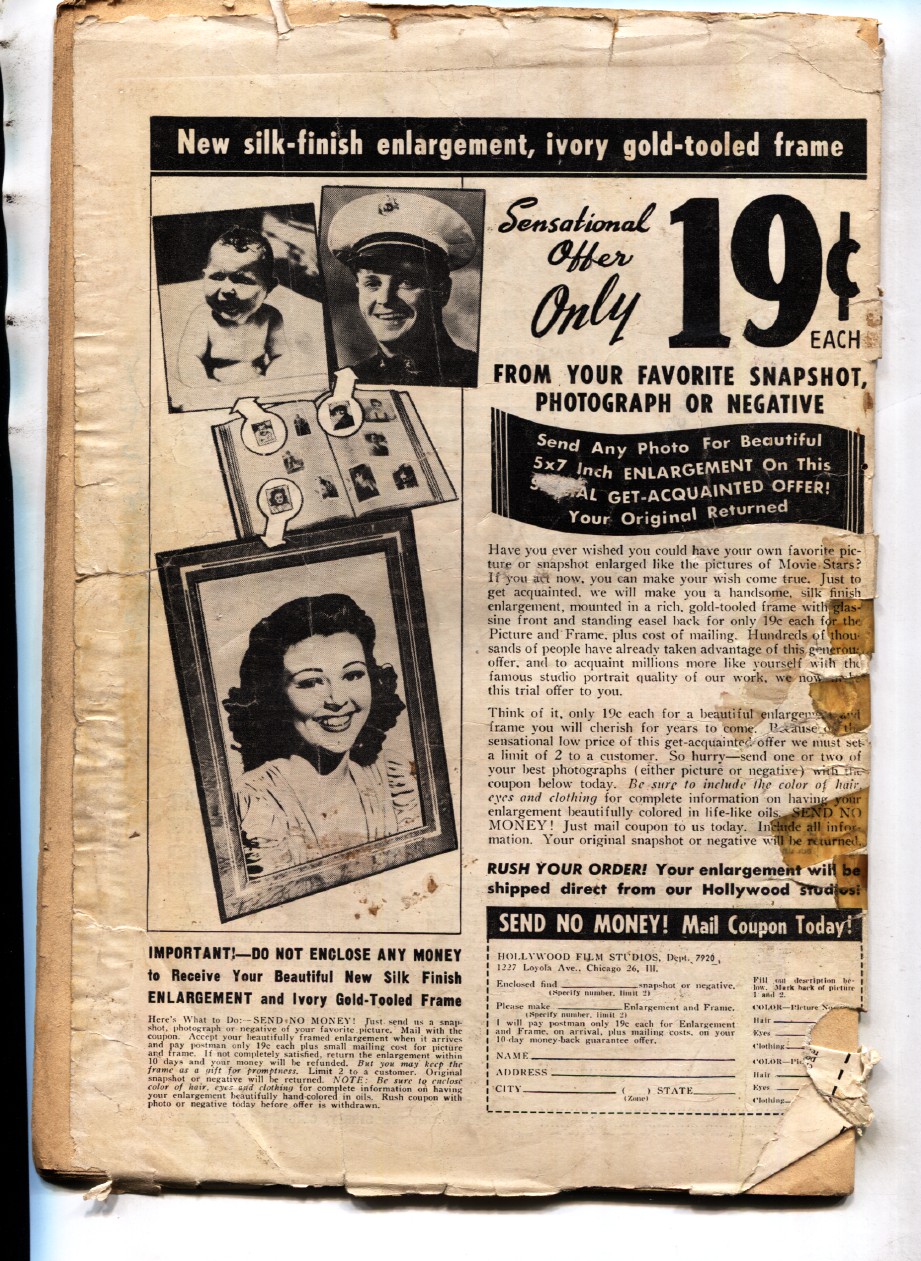 New silk-finish enlargement, ivory gold-tooled frame
Sensational
Offer
Only
19¢
EACH
FROM YOUR FAVORITE SNAPSHOT,
PHOTOGRAPH OR NEGATIVE
Send Any Photo For Beautiful
5x7 Inch ENLARGEMENT On This
GET-ACQUAINTED OFFER!
Your Original Returned
Have you ever wished you could have your own favorite pic-
ture or snapshot enlarged like the pictures of Movie Stars?
If you act now, you can make your wish come true. Just to
get acquainted, we will make you a handsome, silk finish
enlargement, mounted in a rich, gold-tooled frame with glas-
sine front and standing easel back for only 19c each for the
Picture and Frame, plus cost of mailing. Hundreds of thou-
sands of people have already taken advantage of this generous
offer, and to acquaint millions more like yourself with the
famous studio portrait quality of our work, we now make
this trial offer to you.
Think of it, only 19c each for a beautiful enlargement and
frame you will cherish for years to come. Because of the
sensational low price of this get-acquainted offer we must set
a limit of 2 to a customer. So hurry—send one or two of
your best photographs (either picture or negative) with the
coupon below today. Be sure to include the color of hair,
eyes and clothing for complete information on having your
enlargement beautifully colored in life-like oils. SEND NO
MONEY! Just mail coupon to us today. Include all infor-
mation. Your original snapshot or negative will be returned.
RUSH YOUR ORDER! Your enlargement will be
shipped direct from our Hollywood studios!
IMPORTANT!—DO NOT ENCLOSE ANY MONEY
to Receive Your Beautiful New Silk Finish
ENLARGEMENT and Ivory Gold-Tooled Frame
Here's What to Do:—SEND NO MONEY! Just send us a snap-
shot, photograph or negative of your favorite picture. Mail with the
coupon. Accept your beautifully framed enlargement when it arrives
and pay postman only 19c each plus small mailing cost for picture
and frame. If not completely satisfied, return the enlargement within
10 days and your money will be refunded. But you may keep the
frame as a gift for promptness. Limit 2 to a customer. Original
snapshot or negative will be returned. NOTE: Be sure to enclose
color of hair, eyes and clothing for complete information on having
your enlargement beautifully hand-colored in oils. Rush coupon with
photo or negative today before offer is withdrawn.
SEND NO MONEY! Mail Coupon Today!
HOLLYWOOD FILM STUDIOS, Dept. 7920,
1227 Loyola Ave., Chicago 26, Ill.
Enclosed find snapshot or negative.
(Specify number, limit 2)
Please make Enlargement and Frame.
(Specify number, limit 2)
I will pay postman only 19c each for Enlargement
and Frame, on arrival, plus mailing costs, on your
10 day money-back guarantee offer.
NAME
ADDRESS
CITY ( ) STATE
(Zone)
Fill out description be-
low. Mark back of picture
1 and 2.
COLOR—Picture
Hair
Eyes
Clothing
COLOR—
Hair
Eyes
Clothing